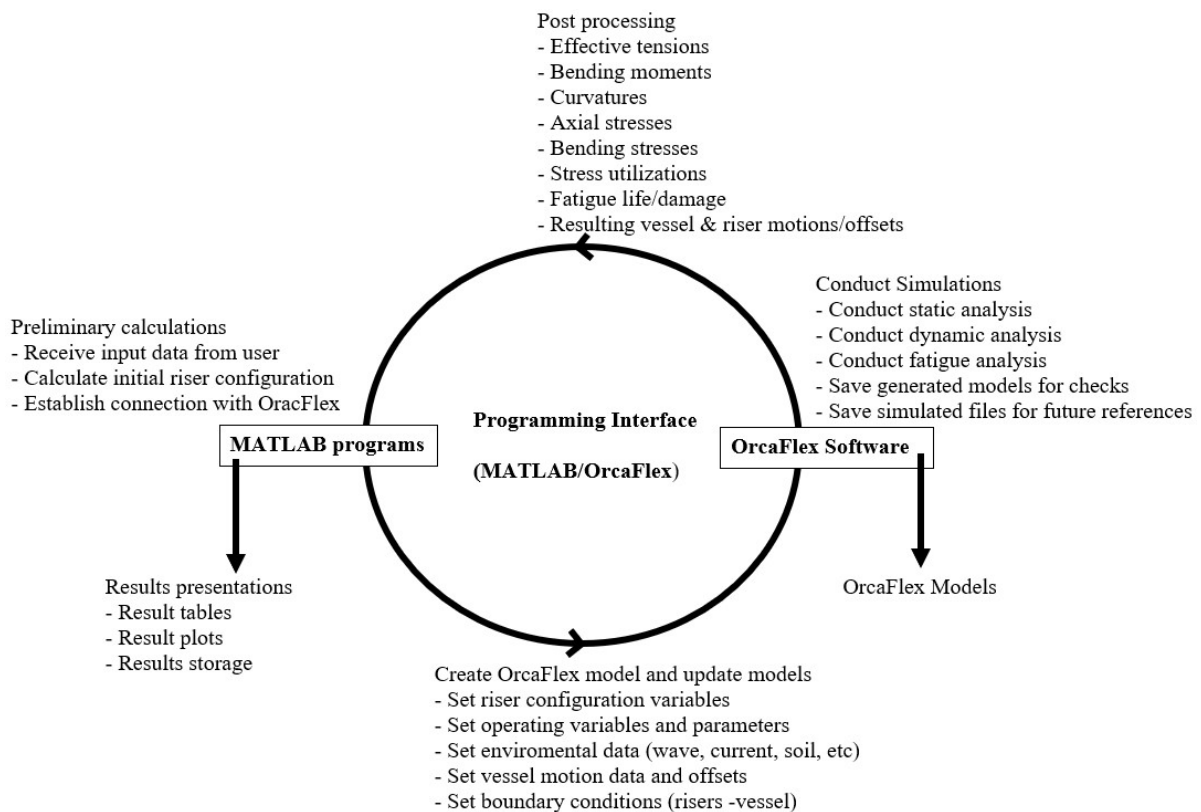 Post processing
- Effective tensions
- Bending moments
- Curvatures
- Axial stresses
- Bending stresses
- Stress utilizations
- Fatigue life/damage
- Resulting vessel & riser motions/offsets
Conduct Simulations
- Conduct static analysis
- Conduct dynamic analysis
- Conduct fatigue analysis
- Save generated models for checks
- Save simulated files for future references
Preliminary calculations
- Receive input data from user
- Calculate initial riser configuration
- Establish connection with OracFlex
MATLAB programs
Programming Interface
(MATLAB/OrcaFlex)
OrcaFlex Software
Results presentations
- Result tables
- Result plots
- Results storage
OrcaFlex Models
Create OrcaFlex model and update models
- Set riser configuration variables
- Set operating variables and parameters
- Set enviromental data (wave, current, soil, etc)
- Set vessel motion data and offsets
- Set boundary conditions (risers -vessel)